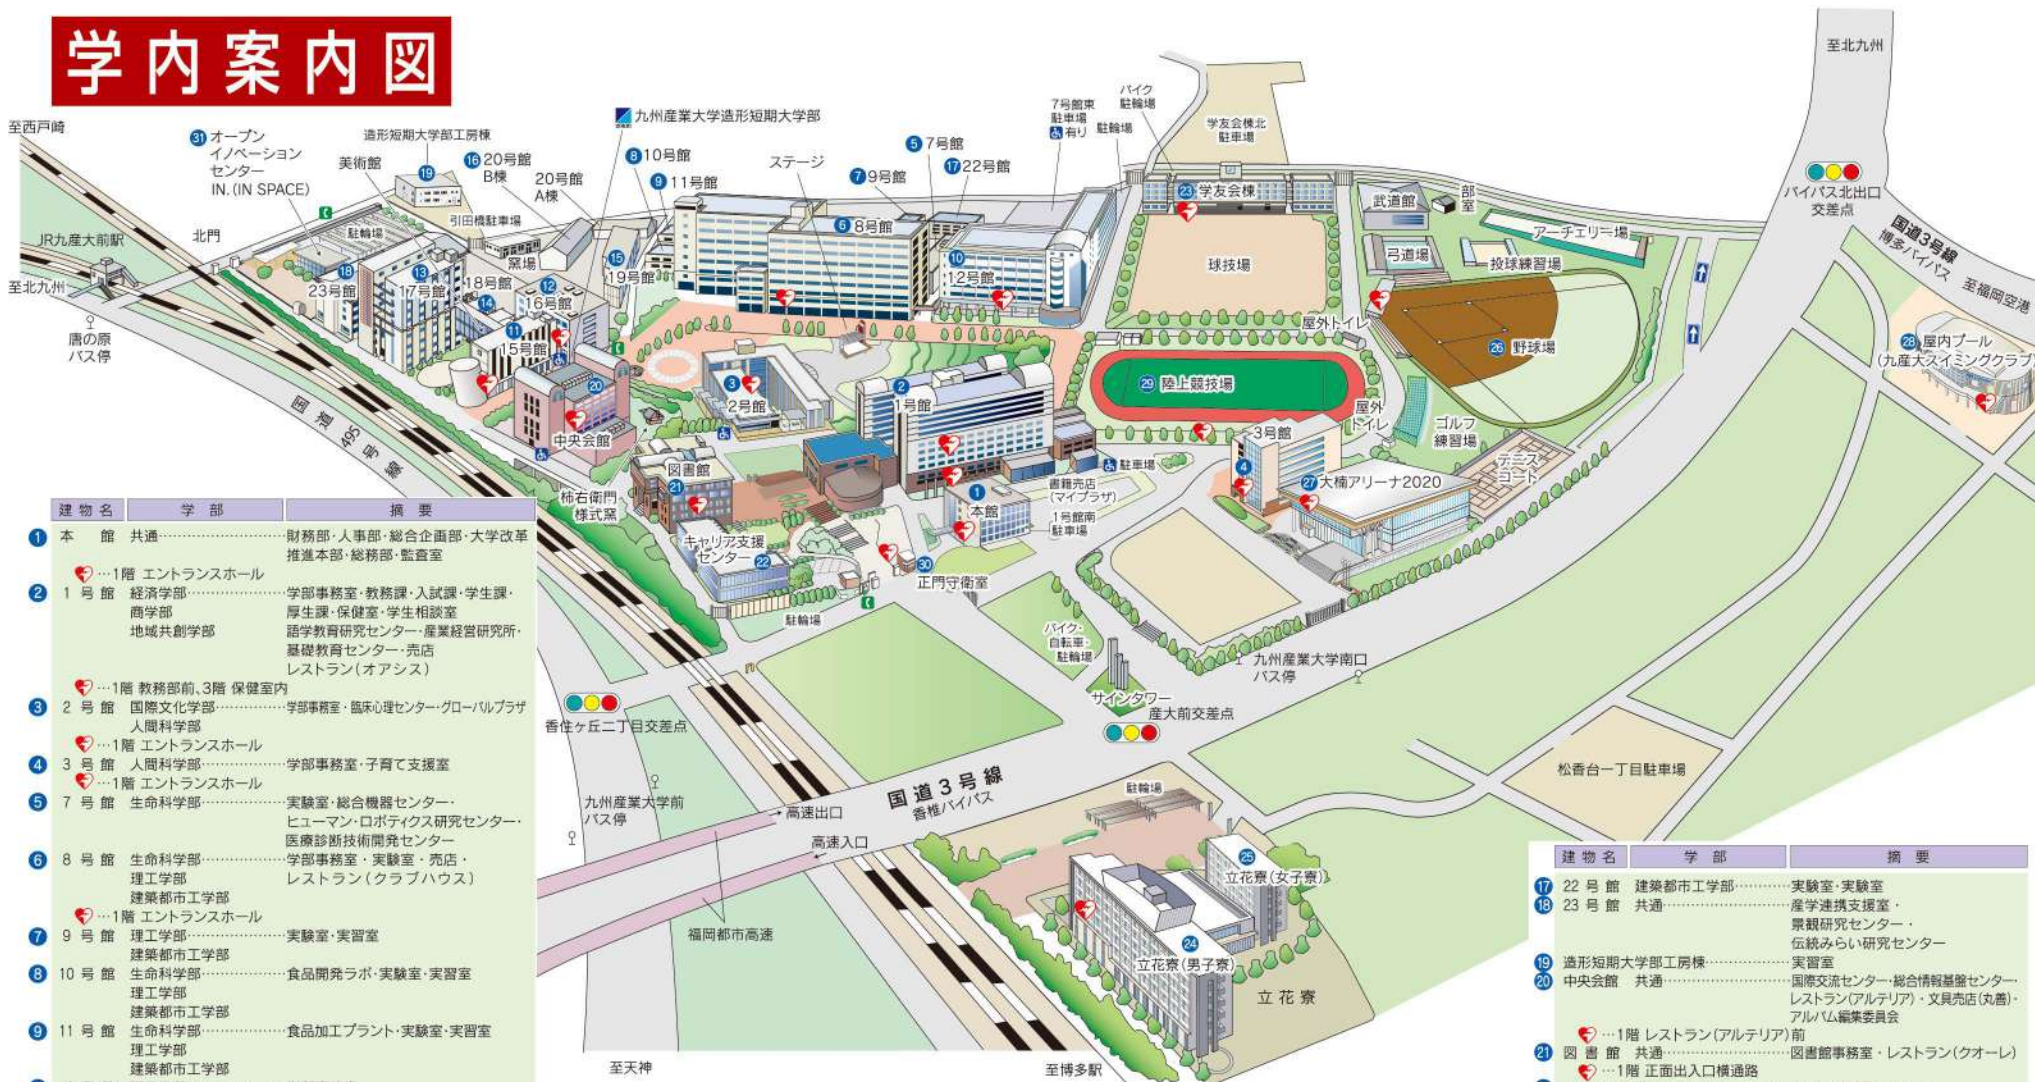 学内案内図
至西戸崎
31 オープン
イノベーション
センター
IN.(IN SPACE)
造形短期大学部工房棟
19
美術館
16 20号館
B棟
20号館
A棟
九州産業大学造形短期大学部
8 10号館
9 11号館
ステージ
7 9号館
5 7号館
17 22号館
7号館東
駐車場
有り
駐輪場
バイク
駐輪場
学友会棟北
駐車場
至北九州
バイパス北出口
交差点
国道3号線
博多バイパス
至福岡空港
JR九産大前駅
北門
駐輪場
引田橋駐車場
窯場
至北九州
唐の原
バス停
18
23号館
13
17号館
18号館
14
12
16号館
11
15号館
15
19号館
6 8号館
10
12号館
23 学友会棟
球技場
武道館
部室
アーチェリー場
弓道場
投球練習場
屋外トイレ
26 野球場
28 屋内プール
(九産大スイミングクラブ)
国道495号線
20
中央会館
3
2号館
2
1号館
29 陸上競技場
屋外
トイレ
ゴルフ
練習場
テニス
コート
3号館
4
27 大楠アリーナ2020
図書館
21
柿右衛門
様式窯
キャリア支援
センター
22
駐車場
書籍売店
(マイプラザ)
1
本館
1号館南
駐車場
30
正門守衛室
駐輪場
バイク・
自転車・
駐輪場
九州産業大学南口
バス停
サインタワー
産大前交差点
香住ヶ丘二丁目交差点
九州産業大学前
バス停
国道3号線
香椎バイパス
高速出口
高速入口
福岡都市高速
駐輪場
松香台一丁目駐車場
25
立花寮(女子寮)
24
立花寮(男子寮)
立花寮
至天神
至博多駅
建物名 学部 摘要
1 本館 共通…………財務部・人事部・総合企画部・大学改革
推進本部・総務部・監査室
…1階 エントランスホール
2 1号館 経済学部…………学部事務室・教務課・入試課・学生課・
商学部 厚生課・保健室・学生相談室
地域共創学部 語学教育研究センター・産業経営研究所・
基礎教育センター・売店
レストラン(オアシス)
…1階 教務部前、3階 保健室内
3 2号館 国際文化学部…………学部事務室・臨床心理センター・グローバルプラザ
人間科学部
…1階 エントランスホール
4 3号館 人間科学部…………学部事務室・子育て支援室
…1階 エントランスホール
5 7号館 生命科学部…………実験室・総合機器センター・
ヒューマン・ロボティクス研究センター・
医療診断技術開発センター
6 8号館 生命科学部…………学部事務室・実験室・売店・
理工学部 レストラン(クラブハウス)
建築都市工学部
…1階 エントランスホール
7 9号館 理工学部…………実験室・実習室
建築都市工学部
8 10号館 生命科学部…………食品開発ラボ・実験室・実習室
理工学部
建築都市工学部
9 11号館 生命科学部…………食品加工プラント・実験室・実習室
理工学部
建築都市工学部
建物名 学部 摘要
17 22号館 建築都市工学部…………実験室・実験室
18 23号館 共通…………産学連携支援室・
景観研究センター・
伝統みらい研究センター
19 造形短期大学部工房棟…………実習室
20 中央会館 共通…………国際交流センター・総合情報基盤センター・
レストラン(アルテリア)・文具売店(丸善)・
アルバム編集委員会
…1階 レストラン(アルテリア)前
21 図書館 共通…………図書館事務室・レストラン(クオーレ)
…1階 正面出入口横通路